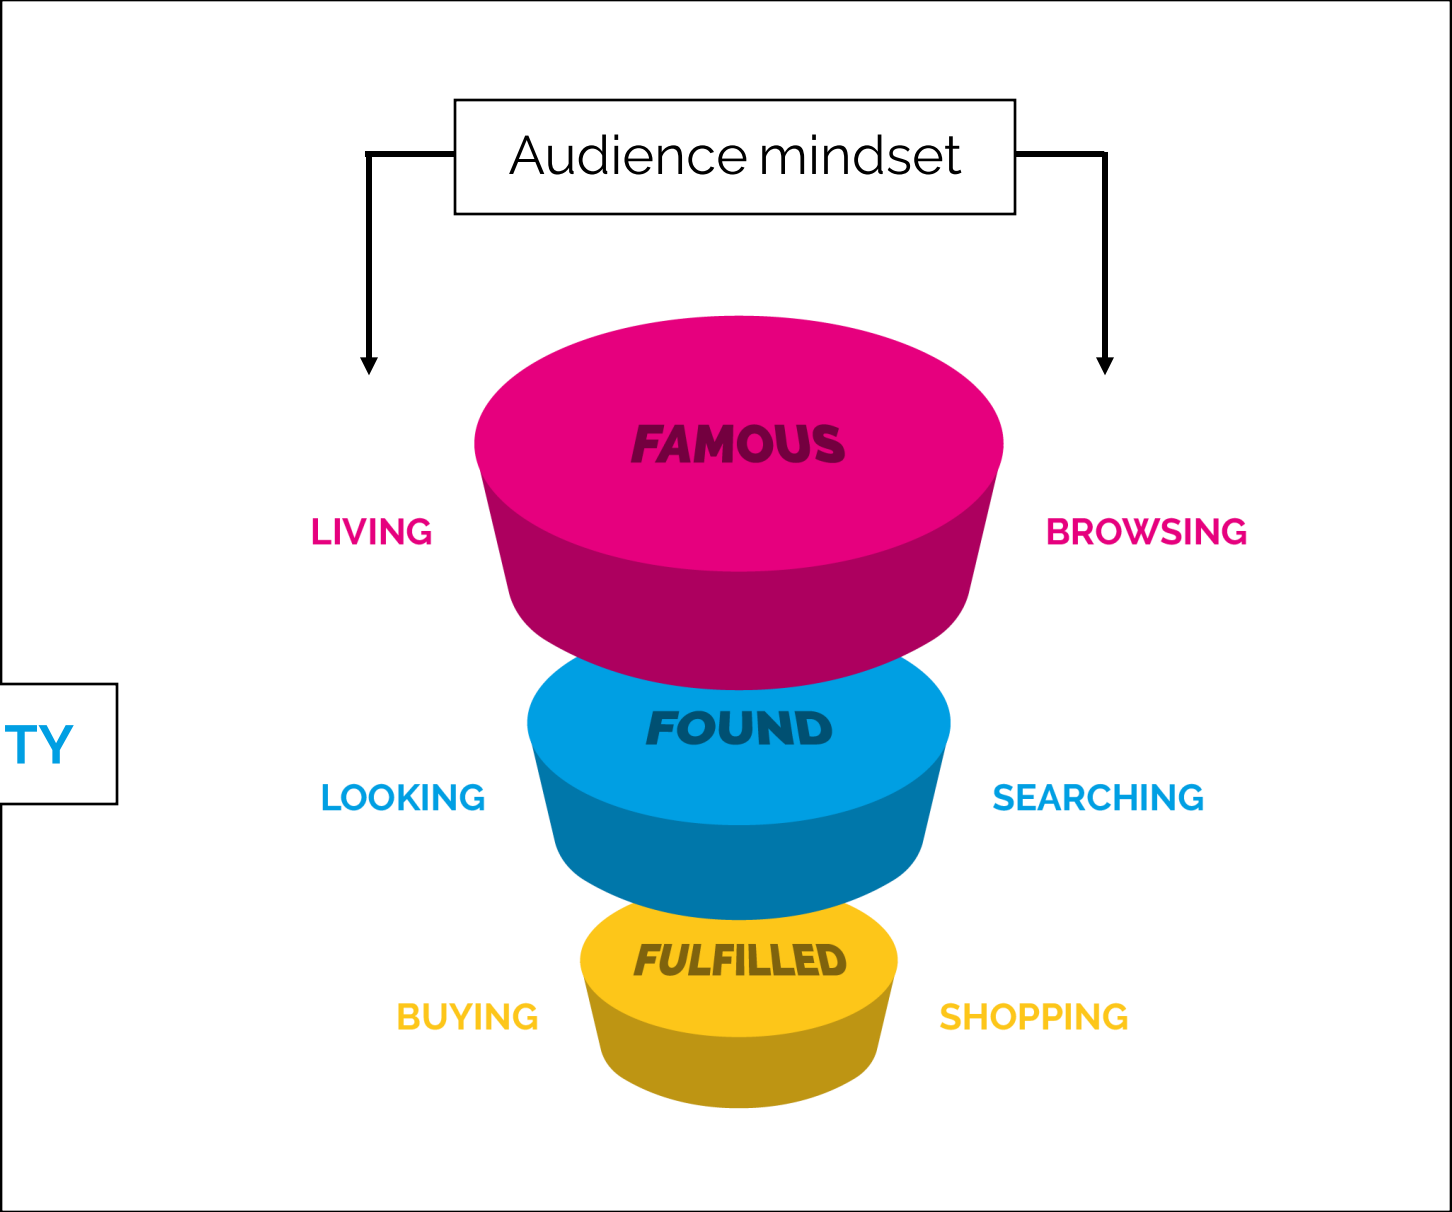 Audience mindset
FAMOUS
LIVING
BROWSING
FOUND
TY
LOOKING
SEARCHING
FULFILLED
BUYING
SHOPPING